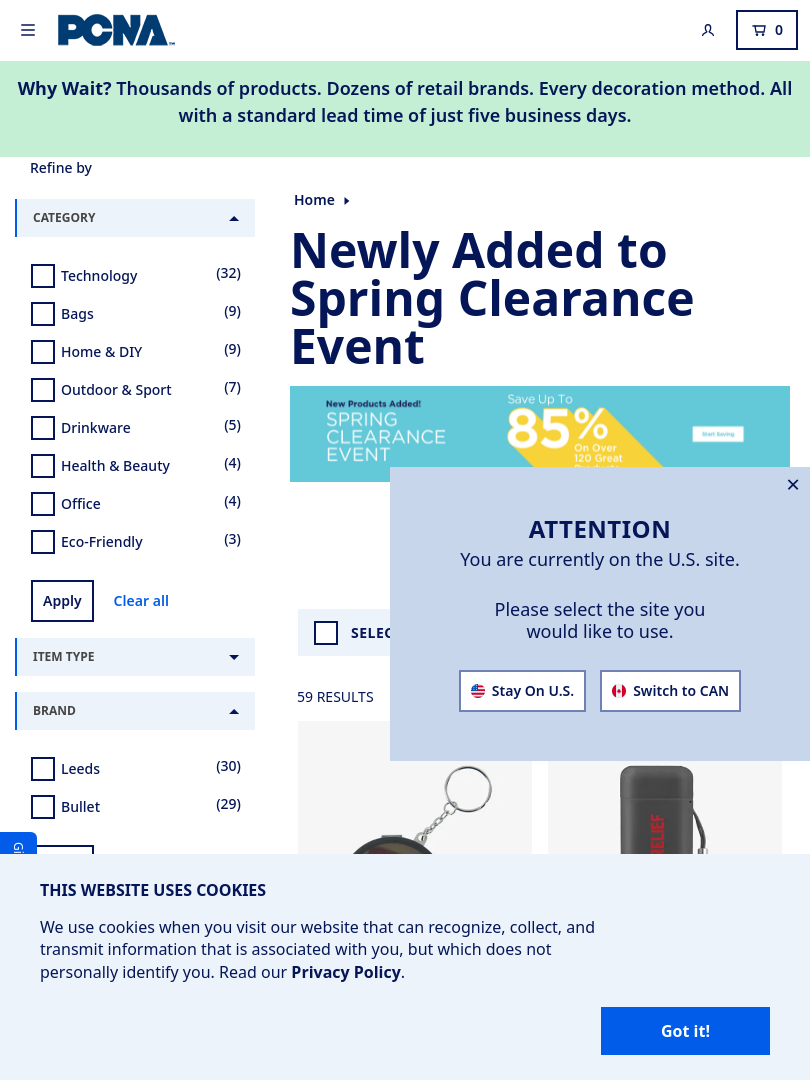 PCNA
0
Why Wait? Thousands of products. Dozens of retail brands. Every decoration method. All
with a standard lead time of just five business days.
Refine by
CATEGORY
Technology (32)
Bags (9)
Home & DIY (9)
Outdoor & Sport (7)
Drinkware (5)
Health & Beauty (4)
Office (4)
Eco-Friendly (3)
Apply Clear all
ITEM TYPE
BRAND
Leeds (30)
Bullet (29)
Home
Newly Added to
Spring Clearance
Event
New Products Added!
SPRING
CLEARANCE
EVENT
Save Up To
85%
On Over
120 Great
Start Saving
59 RESULTS
ATTENTION
You are currently on the U.S. site.
Please select the site you
would like to use.
Stay On U.S. Switch to CAN
RELIEF
THIS WEBSITE USES COOKIES
We use cookies when you visit our website that can recognize, collect, and
transmit information that is associated with you, but which does not
personally identify you. Read our Privacy Policy.
Got it!